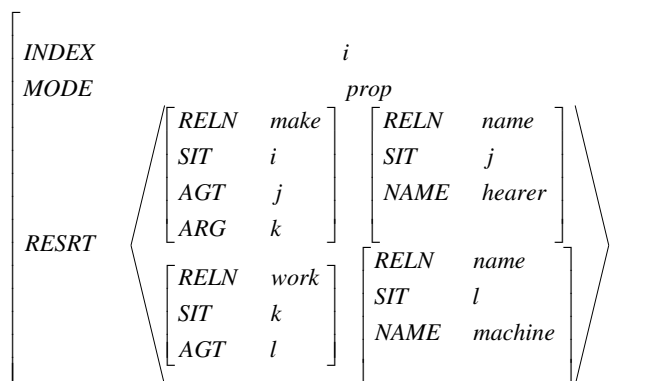 INDEX i
MODE prop
RELN make RELN name
SIT i SIT j
AGT j NAME hearer
ARG k
RESRT
RELN work RELN name
SIT k SIT l
AGT l NAME machine